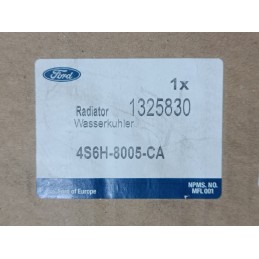 Ford
1x
Radiator 1325830
Wasserkuhler
4S6H-8005-CA
of Europe
NPMS. NO.
MFL 001